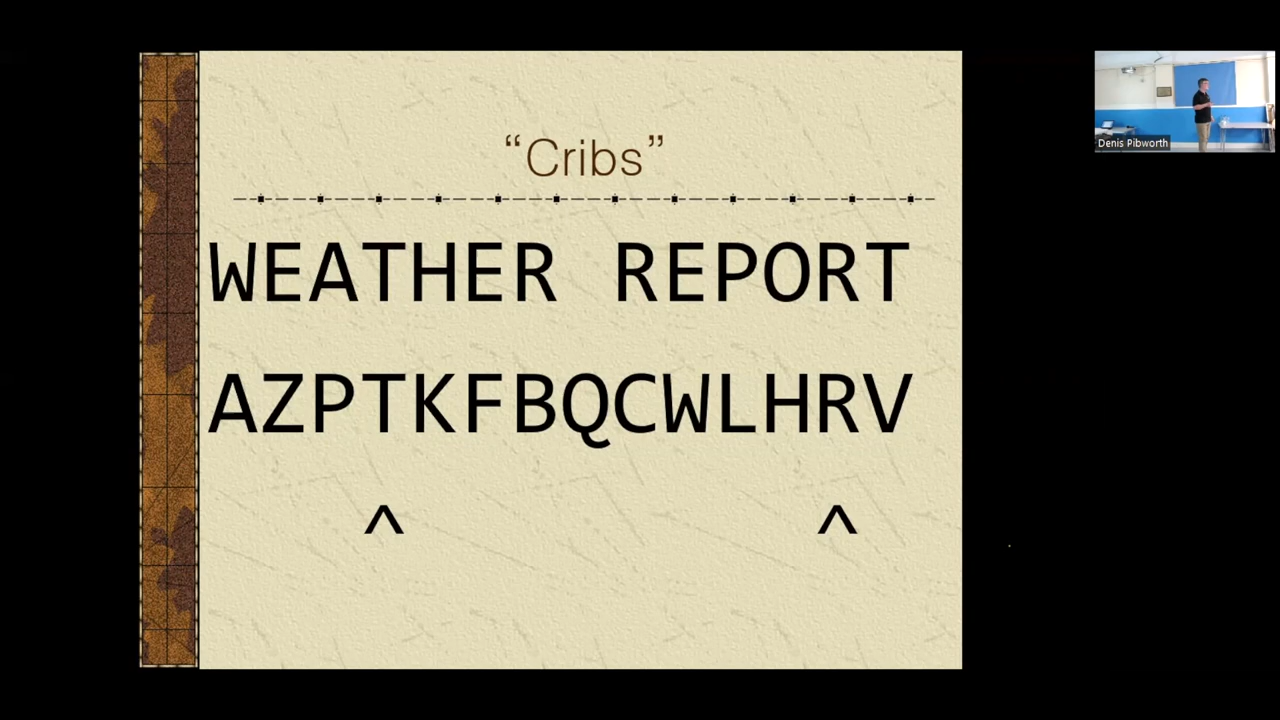 “Cribs”
WEATHER REPORT
AZPTKFBQCWLHRV
^ ^
Denis Pibworth